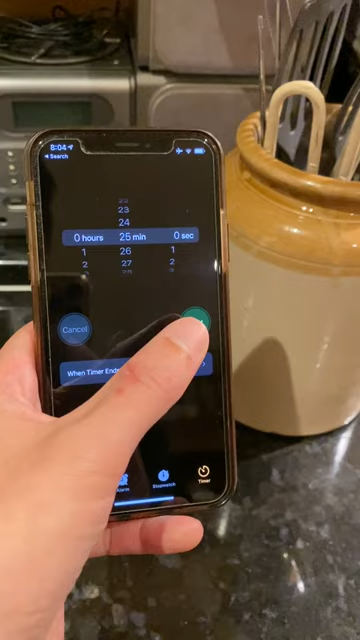 8:04
Search
23
24
0 hours 25 min 0 sec
1 26 1
2 27 2
Cancel
When Timer Ends
Alarm Stopwatch Timer